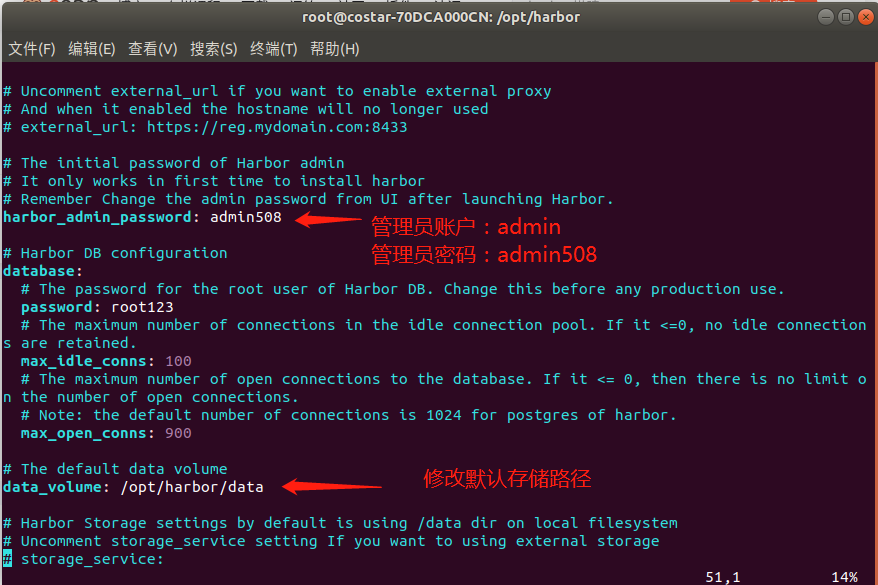 root@costar-70DCA000CN: /opt/harbor
文件(F) 编辑(E) 查看(V) 搜索(S) 终端(T) 帮助(H)
# Uncomment external_url if you want to enable external proxy
# And when it enabled the hostname will no longer used
# external_url: https://reg.mydomain.com:8433
# The initial password of Harbor admin
# It only works in first time to install harbor
# Remember Change the admin password from UI after launching Harbor.
harbor_admin_password: admin508
管理员账户：admin
管理员密码：admin508
# Harbor DB configuration
database:
# The password for the root user of Harbor DB. Change this before any production use.
password: root123
# The maximum number of connections in the idle connection pool. If it <=0, no idle connection
s are retained.
max_idle_conns: 100
# The maximum number of open connections to the database. If it <= 0, then there is no limit o
n the number of open connections.
# Note: the default number of connections is 1024 for postgres of harbor.
max_open_conns: 900
# The default data volume
data_volume: /opt/harbor/data
修改默认存储路径
# Harbor Storage settings by default is using /data dir on local filesystem
# Uncomment storage_service setting If you want to using external storage
# storage_service:
51,1 14%